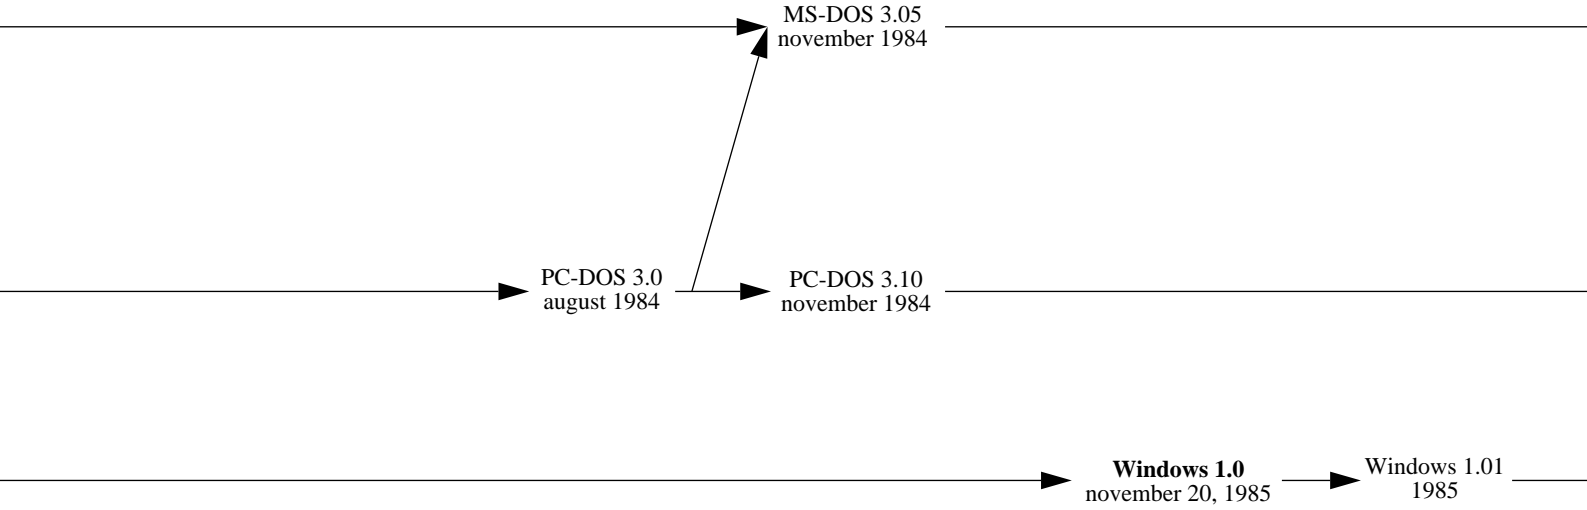 MS-DOS 3.05
november 1984
PC-DOS 3.0
august 1984
PC-DOS 3.10
november 1984
Windows 1.0
november 20, 1985
Windows 1.01
1985